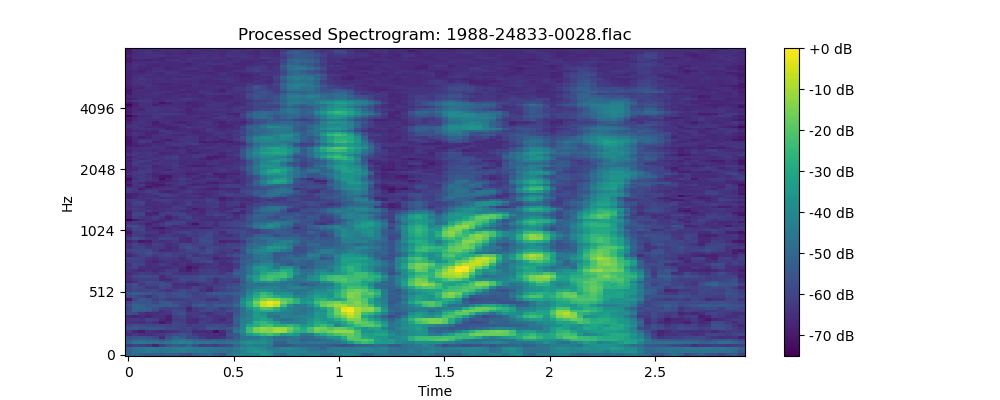 Processed Spectrogram: 1988-24833-0028.flac
+0 dB
4096
-10 dB
-20 dB
2048
-30 dB
Hz
1024
-40 dB
-50 dB
512
-60 dB
-70 dB
0
0 0.5 1 1.5 2 2.5
Time